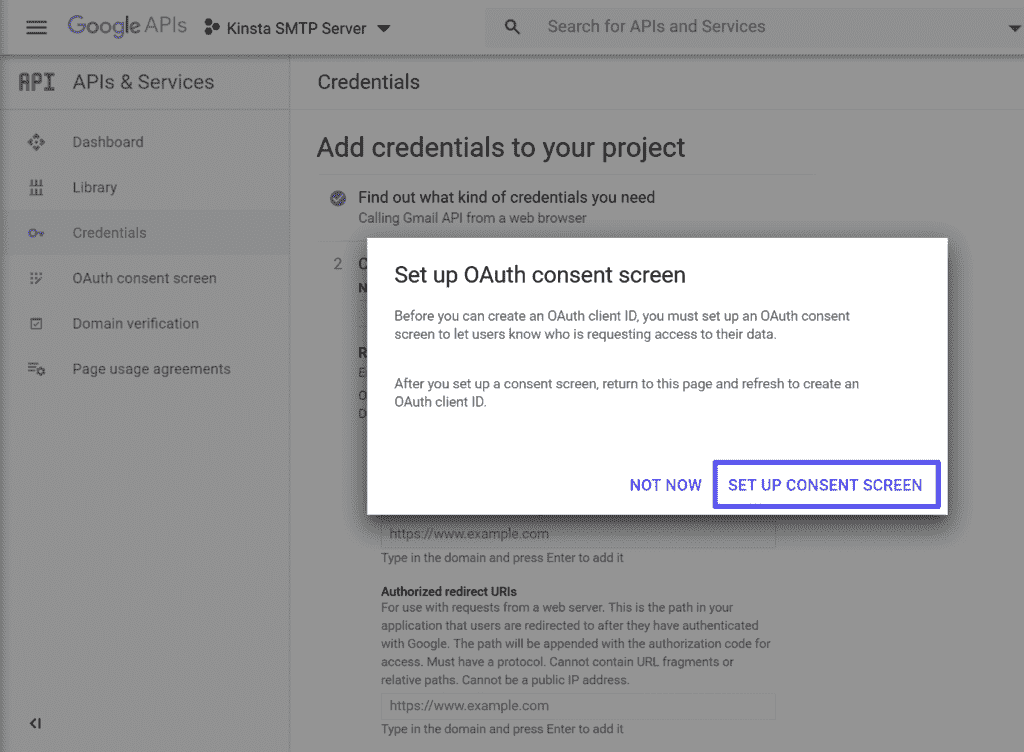 Google APIs
Kinsta SMTP Server
Search for APIs and Services
API APIs & Services
Credentials
Dashboard
Library
Credentials
OAuth consent screen
Domain verification
Page usage agreements
Add credentials to your project
Find out what kind of credentials you need
Calling Gmail API from a web browser
2
Set up OAuth consent screen
Before you can create an OAuth client ID, you must set up an OAuth consent
screen to let users know who is requesting access to their data.
After you set up a consent screen, return to this page and refresh to create an
OAuth client ID.
NOT NOW
SET UP CONSENT SCREEN
https://www.example.com
Type in the domain and press Enter to add it
Authorized redirect URIs
For use with requests from a web server. This is the path in your
application that users are redirected to after they have authenticated
with Google. The path will be appended with the authorization code for
access. Must have a protocol. Cannot contain URL fragments or
relative paths. Cannot be a public IP address.
https://www.example.com
Type in the domain and press Enter to add it